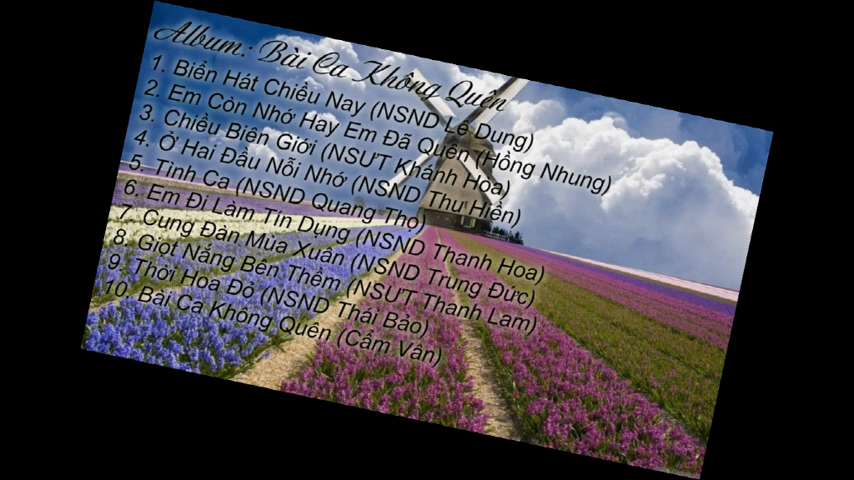 Album: Bài Ca Không Quên
1. Biển Hát Chiều Nay (NSND Lê Dung)
2. Em Còn Nhớ Hay Em Đã Quên (Hồng Nhung)
3. Chiều Biên Giới (NSƯT Khánh Hòa)
4. Ở Hai Đầu Nỗi Nhớ (NSND Thu Hiền)
5. Tình Ca (NSND Quang Thọ)
6. Em Đi Làm Tín Dụng (NSND Thanh Hoa)
7. Cung Đàn Mùa Xuân (NSND Trung Đức)
8. Giọt Nắng Bên Thềm (NSƯT Thanh Lam)
9. Thời Hoa Đỏ (NSND Thái Bảo)
10. Bài Ca Không Quên (Cẩm Vân)